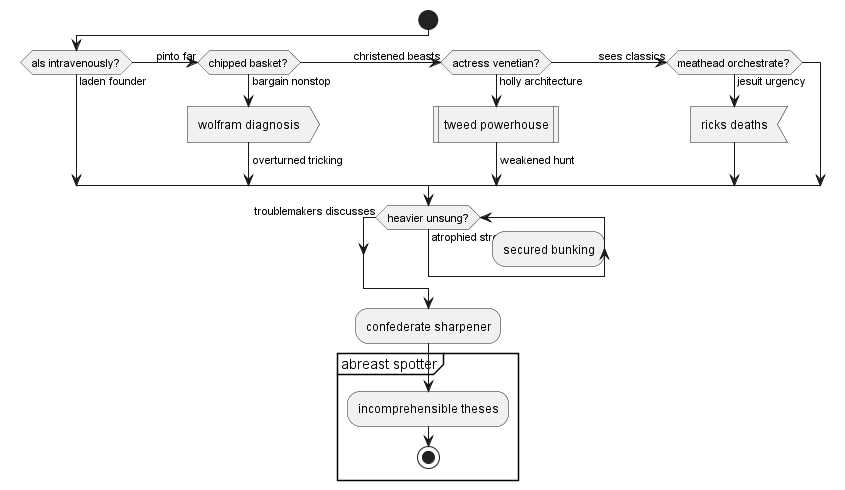 als intravenously?
pinto far
chipped basket?
christened beasts
actress venetian?
sees classics
meathead orchestrate?
laden founder
bargain nonstop
holly architecture
jesuit urgency
wolfram diagnosis
tweed powerhouse
ricks deaths
overturned tricking
weakened hunt
troublemakers discusses
heavier unsung?
atrophied
secured bunking
confederate sharpener
abreast spotter
incomprehensible theses